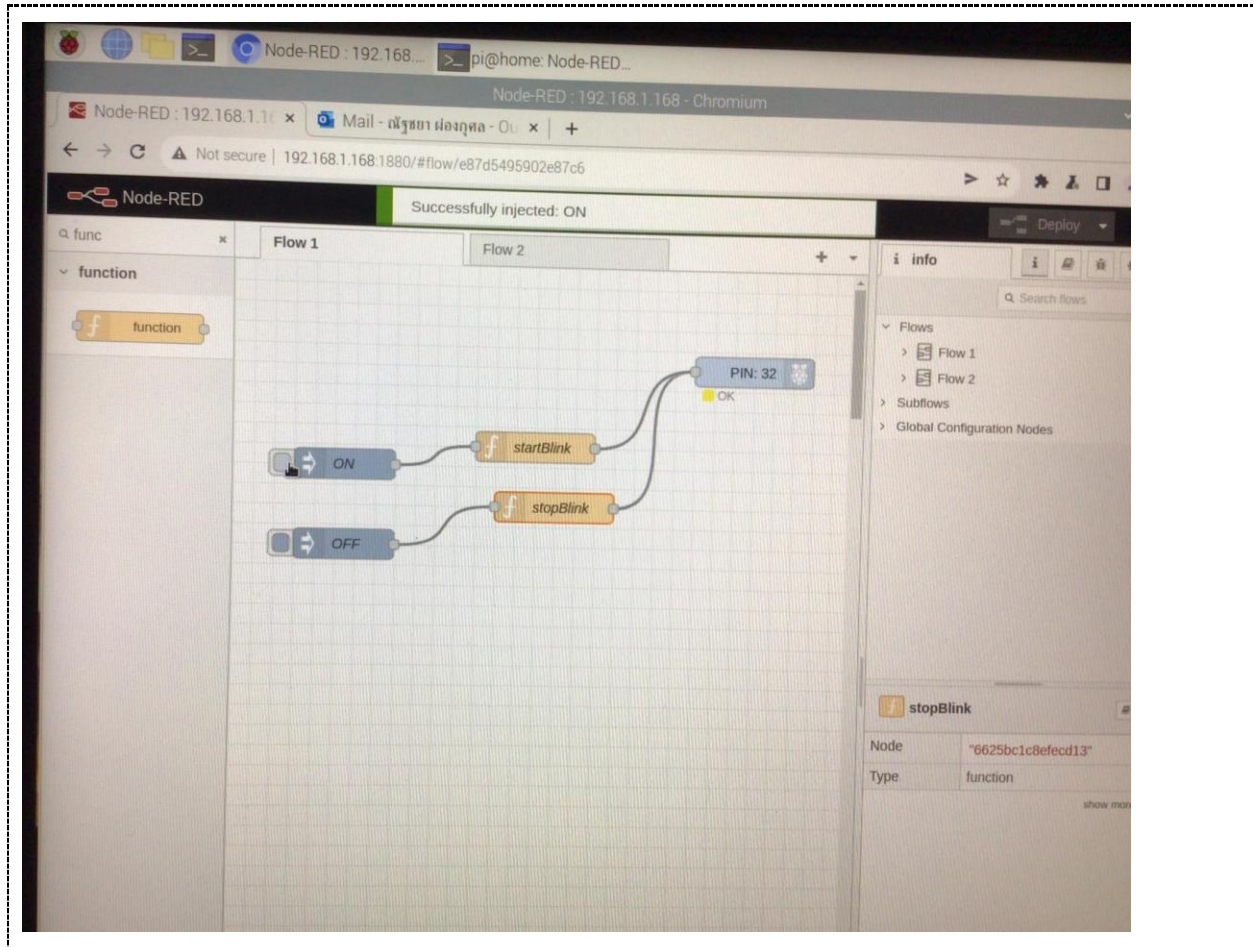 Node-RED : 192.168....
pi@home: Node-RED...
Node-RED : 192.168.1.168 - Chromium
Node-RED : 192.168.1.1
Mail - ณัฐชยา ผ่องกุศล - Ou
Not secure | 192.168.1.168:1880/#flow/e87d5495902e87c6
Node-RED
Successfully injected: ON
Deploy
func
Flow 1
Flow 2
i info
function
Search flows
function
Flows
Flow 1
Flow 2
Subflows
Global Configuration Nodes
PIN: 32
OK
startBlink
ON
stopBlink
OFF
stopBlink
Node "6625bc1c8efecd13"
Type function
show mor